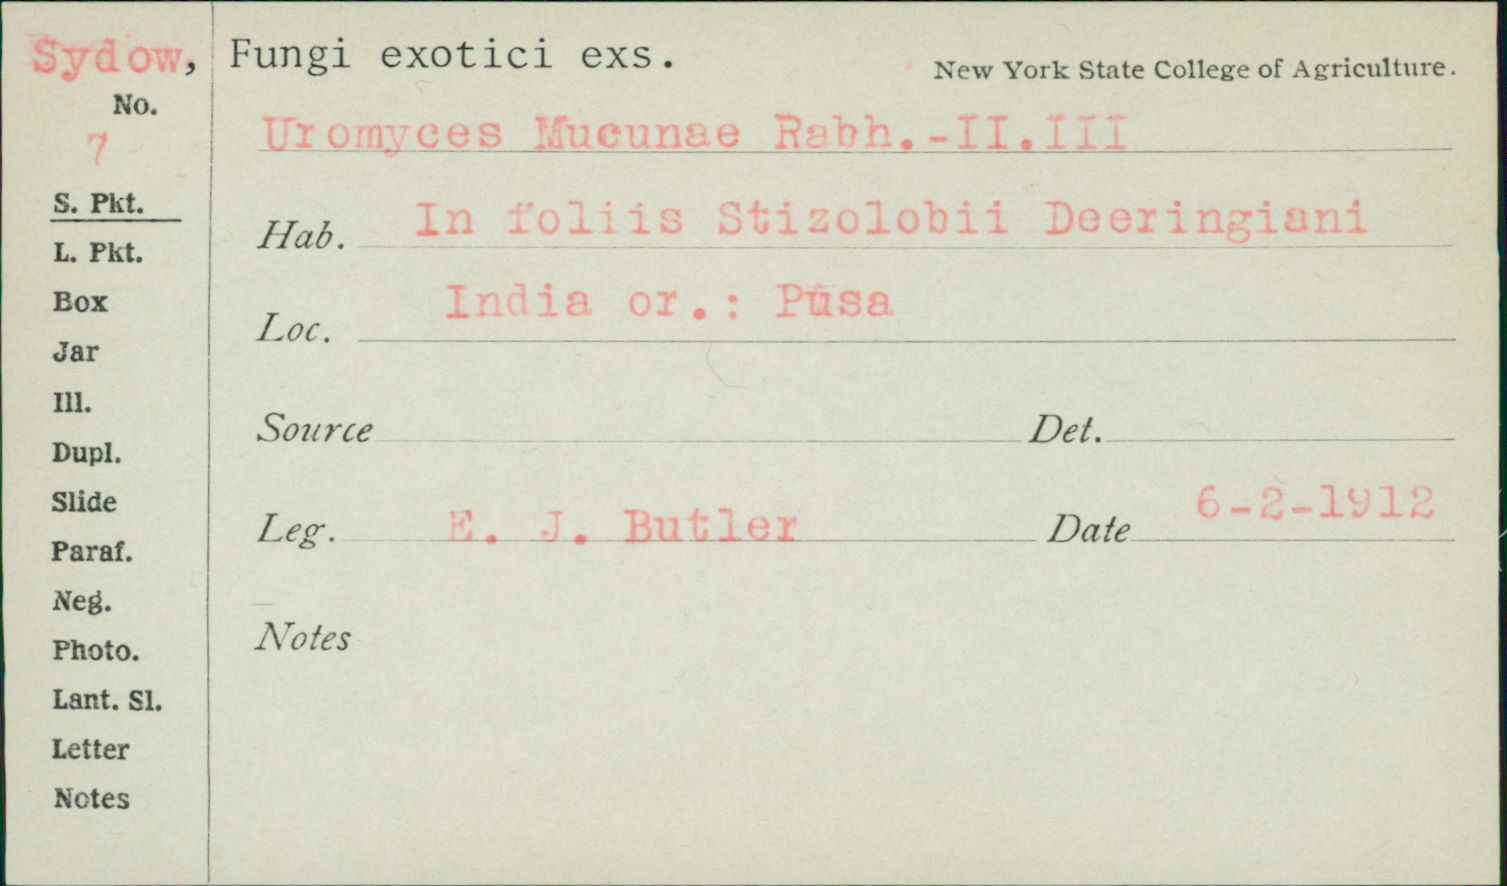 Sydow, Fungi exotici exs.
New York State College of Agriculture.
No.
7
Uromyces Mucunae Rabh.-II.III
S. Pkt.
L. Pkt.
Box
Jar
Ill.
Dupl.
Slide
Paraf.
Neg.
Photo.
Lant. Sl.
Letter
Notes
Hab. In foliis Stizolobii Deeringiani
Loc. India or.: Pusa
Source Det.
Leg. E. J. Butler Date 6-2-1912
Notes